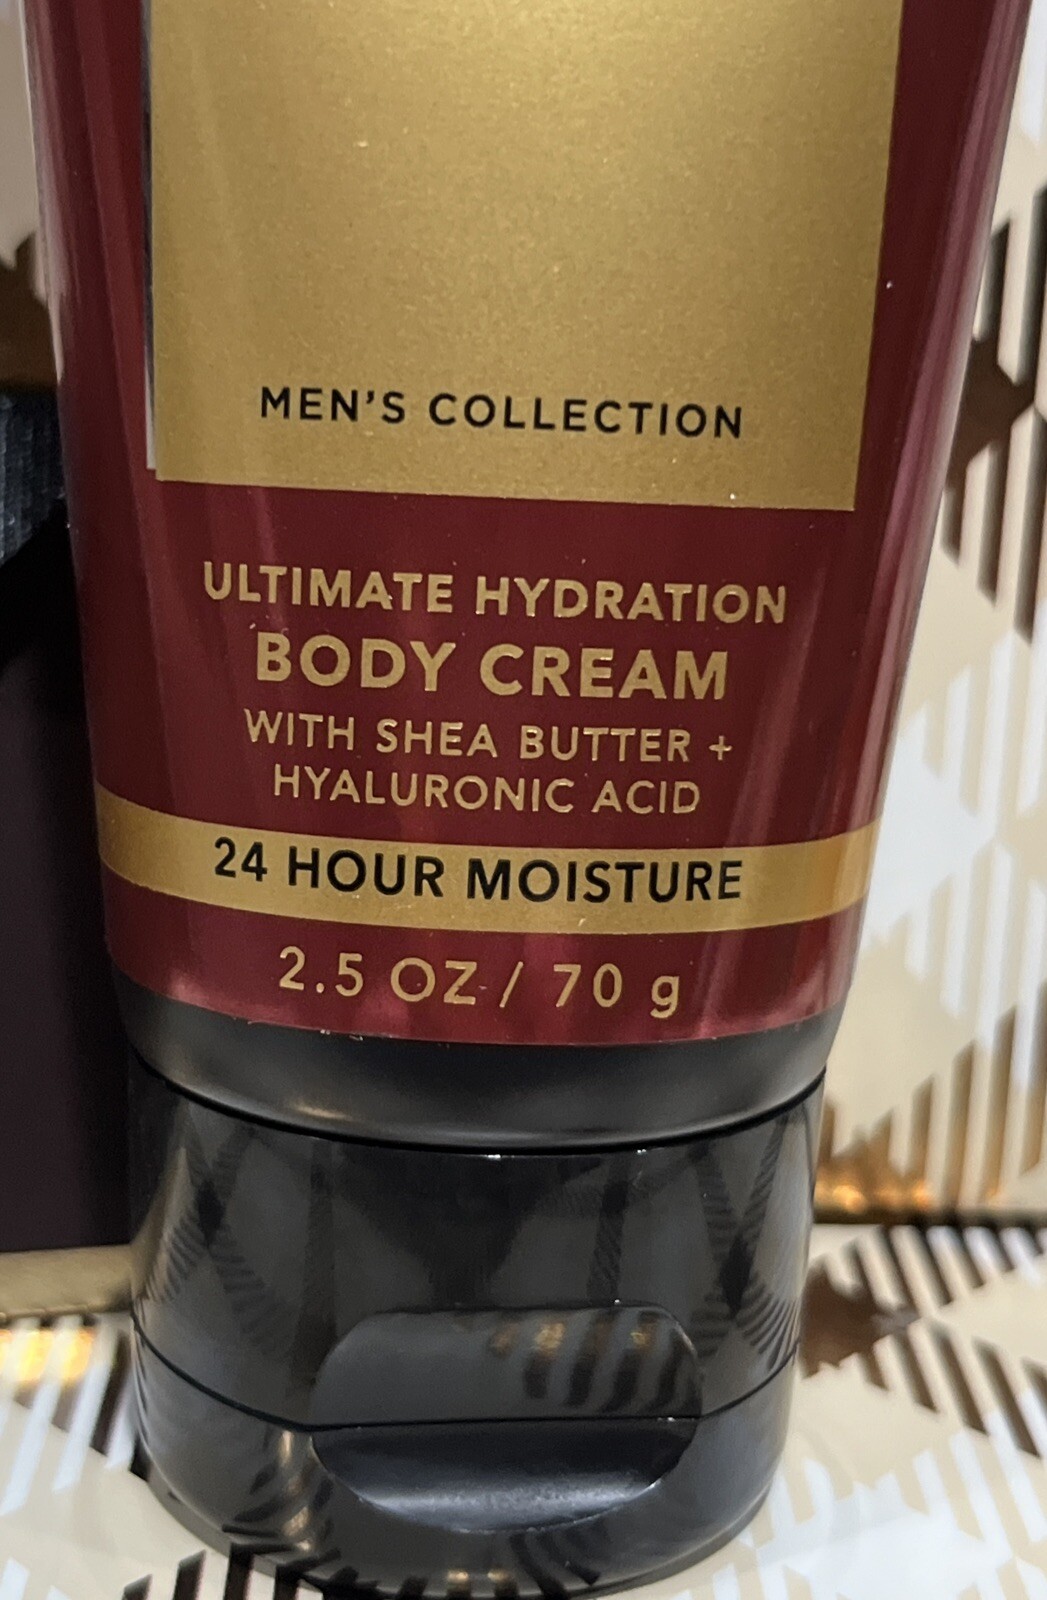 MEN'S COLLECTION
ULTIMATE HYDRATION
BODY CREAM
WITH SHEA BUTTER +
HYALURONIC ACID
24 HOUR MOISTURE
2.5 OZ / 70 g